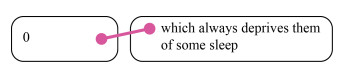 0
which always deprives them
of some sleep